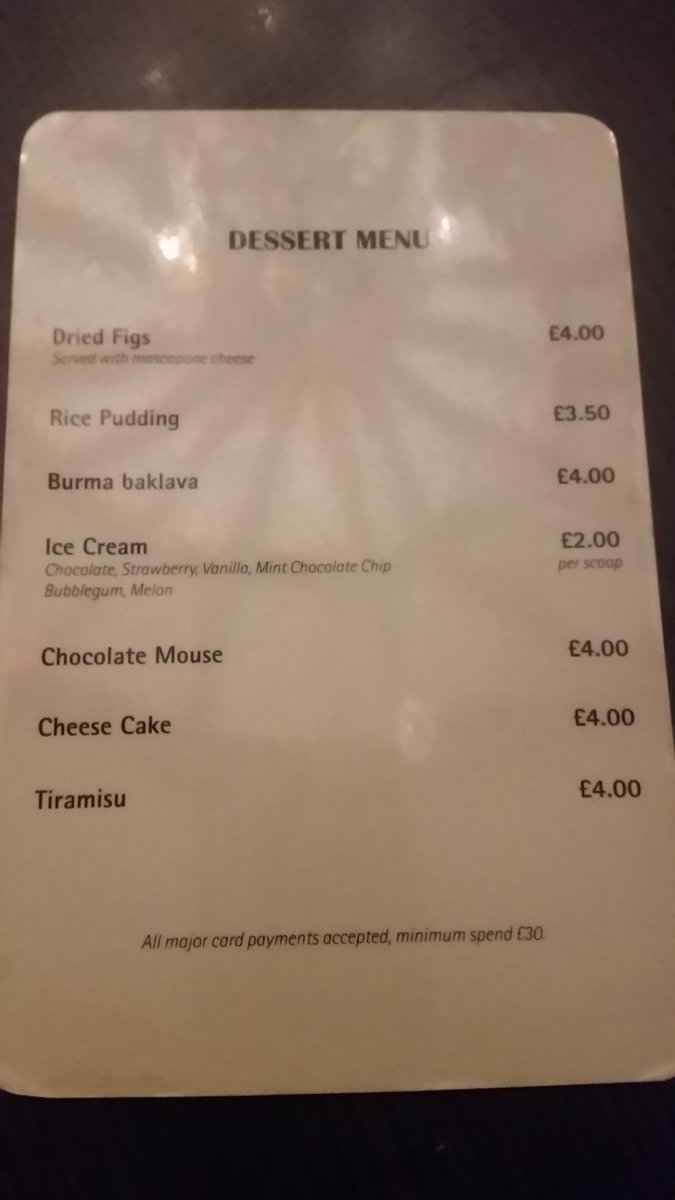 DESSERT MENU
Dried Figs £4.00
Served with mascapone cheese
Rice Pudding £3.50
Burma baklava £4.00
Ice Cream £2.00
Chocolate, Strawberry, Vanilla, Mint Chocolate Chip per scoop
Bubblegum, Melon
Chocolate Mouse £4.00
Cheese Cake £4.00
Tiramisu £4.00
All major card payments accepted, minimum spend £30.